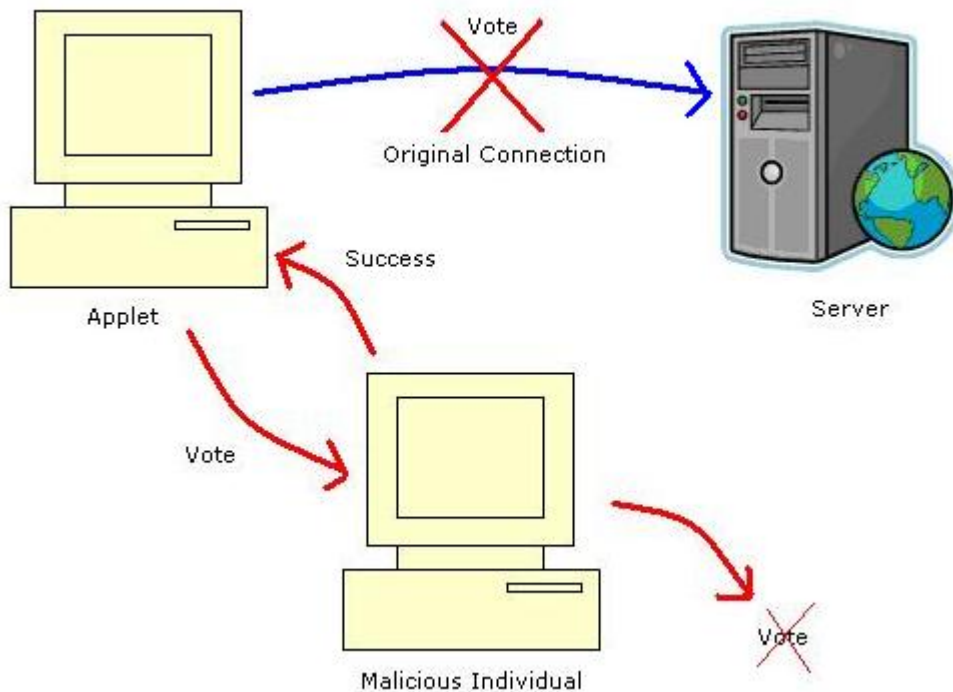 Vote
Original Connection
Success
Applet
Server
Vote
Vote
Malicious Individual